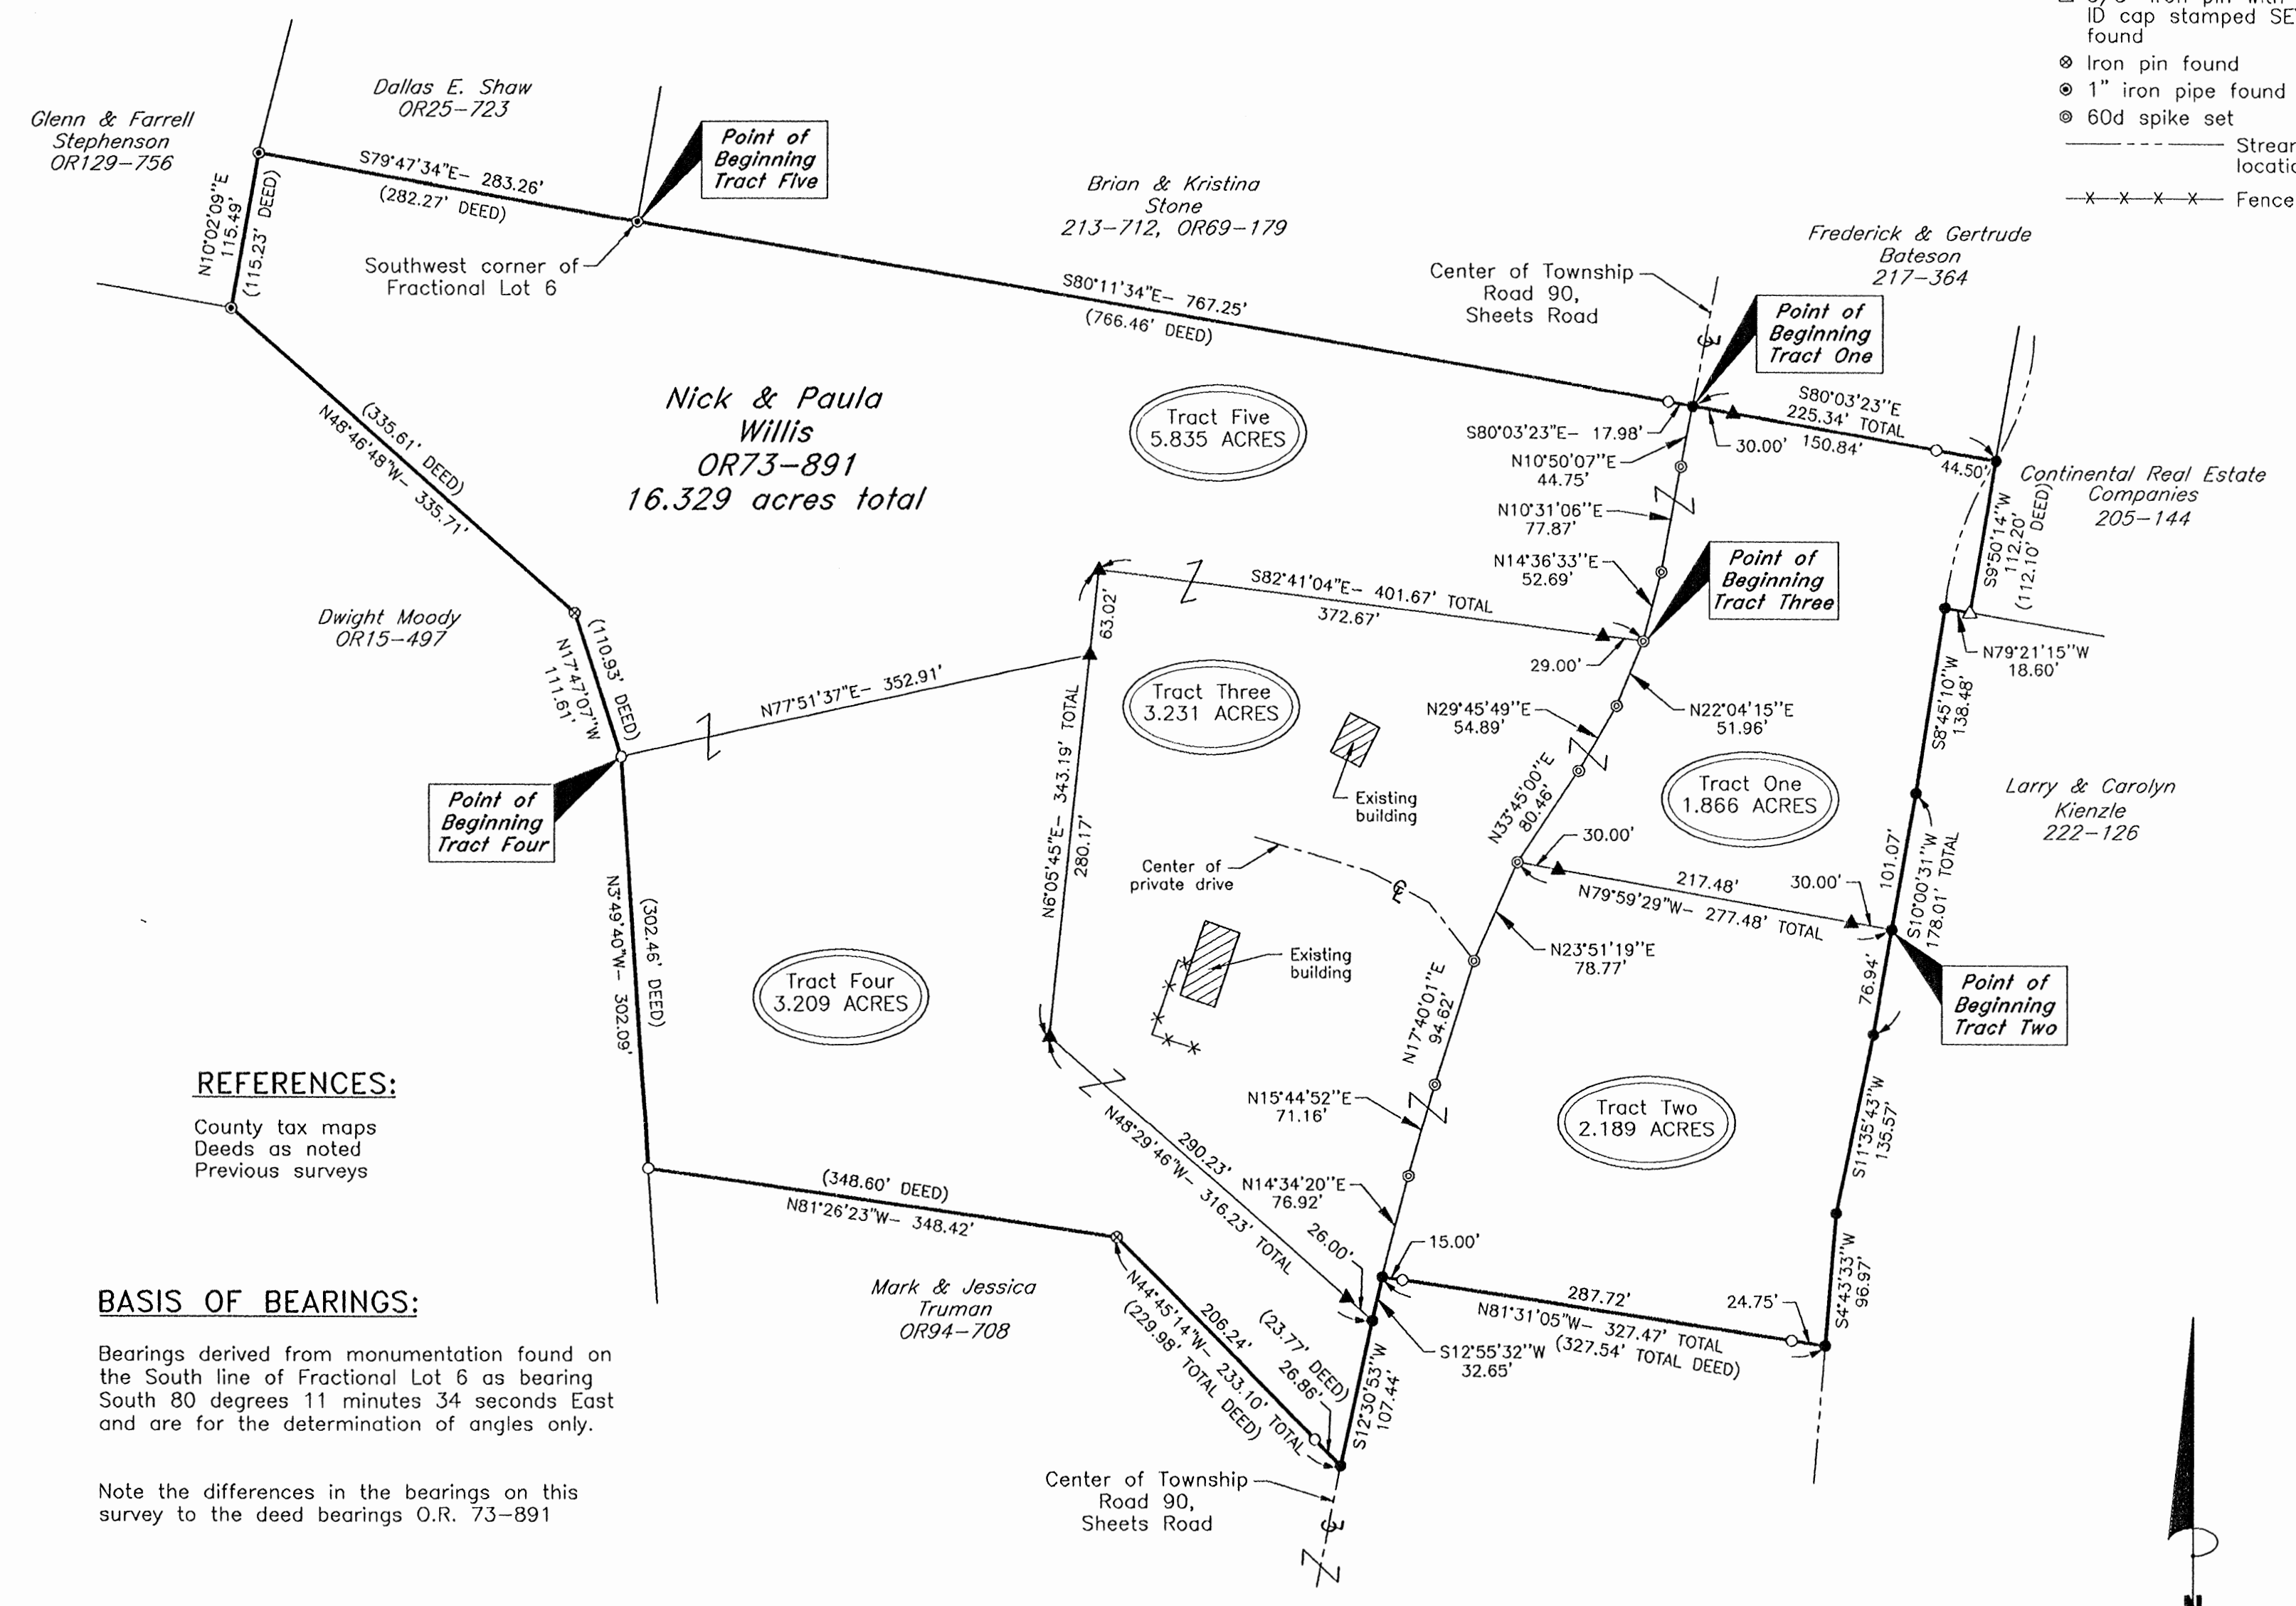 ID cap stamped
found
Iron pin found
1" iron pipe found
60d spike set
Fence
Glenn & Farrell
Stephenson
OR129-756
Dallas E. Shaw
OR25-723
Point of
Beginning
Tract Five
S79°47'34"E- 283.26'
(282.27' DEED)
N10°02'09"E
115.49'
(115.23' DEED)
Southwest corner of
Fractional Lot 6
Brian & Kristina
Stone
213-712, OR69-179
S80°11'34"E- 767.25'
(766.46' DEED)
Center of Township
Road 90,
Sheets Road
Frederick & Gertrude
Bateson
217-364
Point of
Beginning
Tract One
S80°03'23"E
225.34' TOTAL
150.84'
30.00'
44.50'
S80°03'23"E- 17.98'
N10°50'07"E
44.75'
N10°31'06"E
77.87'
N14°36'33"E
52.69'
Continental Real Estate
Companies
205-144
S9°50'14"W
112.20'
(112.10' DEED)
N79°21'15"W
18.60'
Nick & Paula
Willis
OR73-891
16.329 acres total
Tract Five
5.835 ACRES
(335.61' DEED)
N48°46'48"W- 335.71'
Dwight Moody
OR15-497
(110.93' DEED)
N17°47'07"W
111.61'
N77°51'37"E- 352.91'
63.02'
S82°41'04"E- 401.67' TOTAL
372.67'
29.00'
Point of
Beginning
Tract Three
Tract Three
3.231 ACRES
N29°45'49"E
54.89'
N22°04'15"E
51.96'
S8°45'10"W
138.48'
Tract One
1.866 ACRES
Larry & Carolyn
Kienzle
222-126
Point of
Beginning
Tract Four
N6°05'45"E- 343.19' TOTAL
280.17'
Existing
building
N33°45'00"E
80.46'
Center of
private drive
30.00'
217.48'
N79°59'29"W- 277.48' TOTAL
30.00'
101.07'
S10°00'31"W
178.01' TOTAL
76.94'
Point of
Beginning
Tract Two
N23°51'19"E
78.77'
Existing
building
N3°49'40"W- 302.09'
(302.46' DEED)
Tract Four
3.209 ACRES
N17°40'01"E
94.62'
N15°44'52"E
71.16'
Tract Two
2.189 ACRES
S11°35'43"W
135.57'
N48°29'46"W- 316.23' TOTAL
290.23'
26.00'
N14°34'20"E
76.92'
15.00'
287.72'
N81°31'05"W- 327.47' TOTAL
(327.54' TOTAL DEED)
24.75'
S4°43'33"W
96.97'
(348.60' DEED)
N81°26'23"W- 348.42'
Mark & Jessica
Truman
OR94-708
206.24'
N44°45'14"W- 233.10' TOTAL
(229.98' TOTAL DEED)
(23.77' DEED)
26.86'
S12°30'53"W
107.44'
S12°55'32"W
32.65'
Center of Township
Road 90,
Sheets Road
REFERENCES:
County tax maps
Deeds as noted
Previous surveys
BASIS OF BEARINGS:
Bearings derived from monumentation found on
the South line of Fractional Lot 6 as bearing
South 80 degrees 11 minutes 34 seconds East
and are for the determination of angles only.
Note the differences in the bearings on this
survey to the deed bearings O.R. 73-891